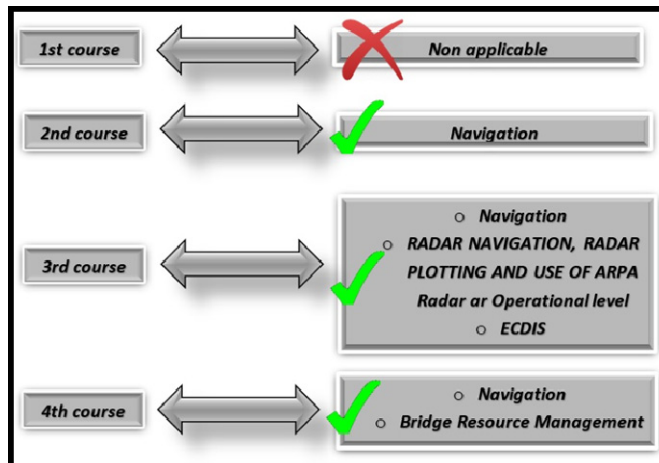 1st course
Non applicable
2nd course
Navigation
3rd course
o Navigation
o RADAR NAVIGATION, RADAR
PLOTTING AND USE OF ARPA
Radar ar Operational level
o ECDIS
4th course
o Navigation
o Bridge Resource Management